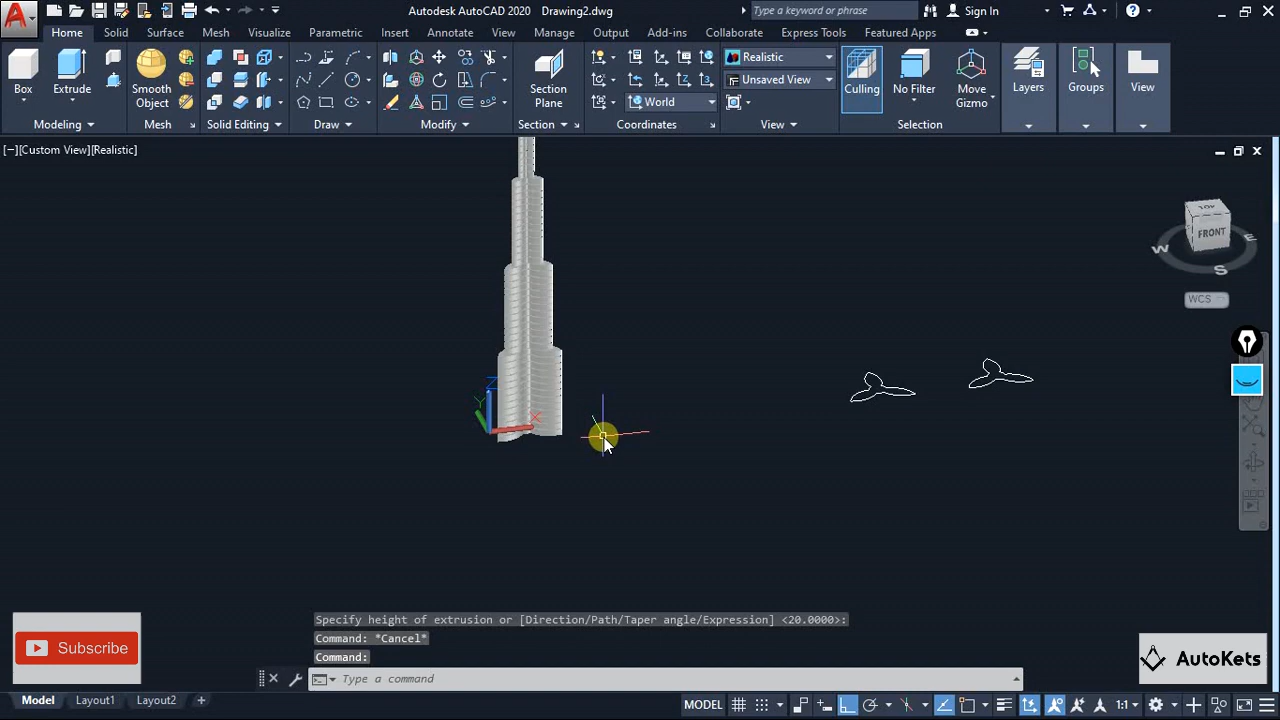 Autodesk AutoCAD 2020 Drawing2.dwg
Type a keyword or phrase
Sign In
Home Solid Surface Mesh Visualize Parametric Insert Annotate View Manage Output Add-ins Collaborate Express Tools Featured Apps
Realistic
Unsaved View
World
Box
Extrude
Smooth
Object
Section
Plane
Culling
No Filter
Move
Gizmo
Layers
Groups
View
Modeling
Mesh
Solid Editing
Draw
Modify
Section
Coordinates
View
Selection
[−][Custom View][Realistic]
TOP
FRONT
W
E
S
WCS
Z
Y
X
Specify height of extrusion or [Direction/Path/Taper angle/Expression] <20.0000>:
Command: *Cancel*
Command:
Type a command
Subscribe
AutoKets
Model Layout1 Layout2 +
MODEL
1:1